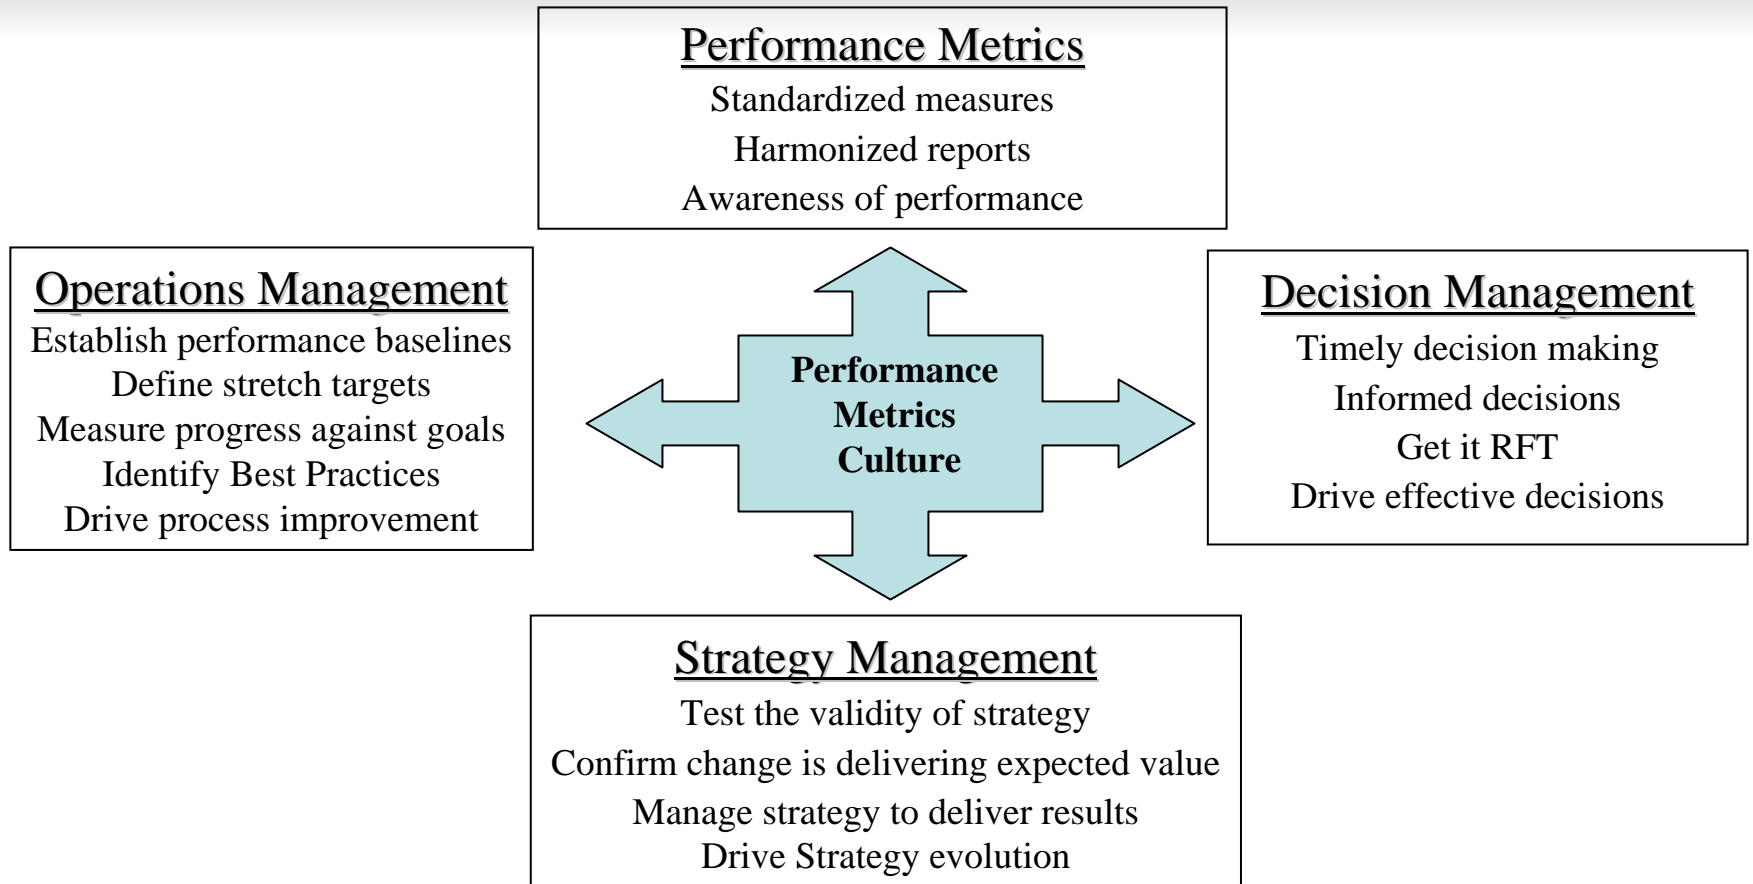 Performance Metrics
Standardized measures
Harmonized reports
Awareness of performance
Operations Management
Establish performance baselines
Define stretch targets
Measure progress against goals
Identify Best Practices
Drive process improvement
Performance
Metrics
Culture
Decision Management
Timely decision making
Informed decisions
Get it RFT
Drive effective decisions
Strategy Management
Test the validity of strategy
Confirm change is delivering expected value
Manage strategy to deliver results
Drive Strategy evolution